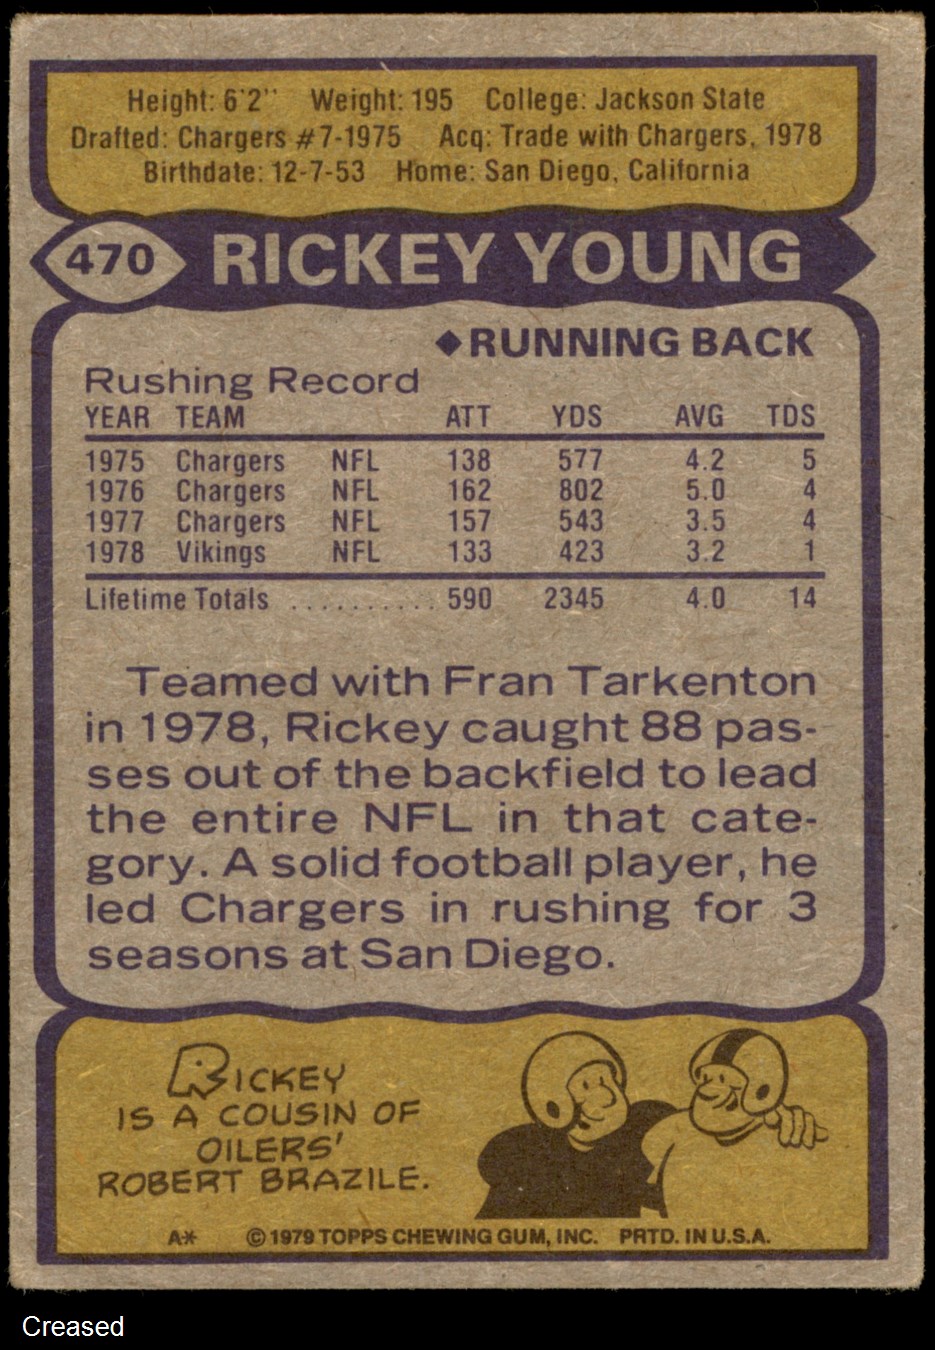 Height: 6'2" Weight: 195 College: Jackson State
Drafted: Chargers #7-1975 Acq: Trade with Chargers, 1978
Birthdate: 12-7-53 Home: San Diego, California
470 RICKEY YOUNG
◆RUNNING BACK
Rushing Record
YEAR TEAM ATT YDS AVG TDS
1975 Chargers NFL 138 577 4.2 5
1976 Chargers NFL 162 802 5.0 4
1977 Chargers NFL 157 543 3.5 4
1978 Vikings NFL 133 423 3.2 1
Lifetime Totals .......... 590 2345 4.0 14
Teamed with Fran Tarkenton
in 1978, Rickey caught 88 pas-
ses out of the backfield to lead
the entire NFL in that cate-
gory. A solid football player, he
led Chargers in rushing for 3
seasons at San Diego.
RICKEY
IS A COUSIN OF
OILERS'
ROBERT BRAZILE.
A* © 1979 TOPPS CHEWING GUM, INC. PRTD. IN U.S.A.
Creased